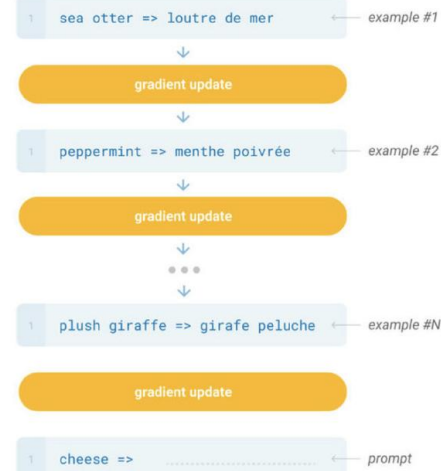 1 sea otter => loutre de mer example #1
gradient update
1 peppermint => menthe poivrée example #2
gradient update
1 plush giraffe => girafe peluche example #N
gradient update
1 cheese => prompt